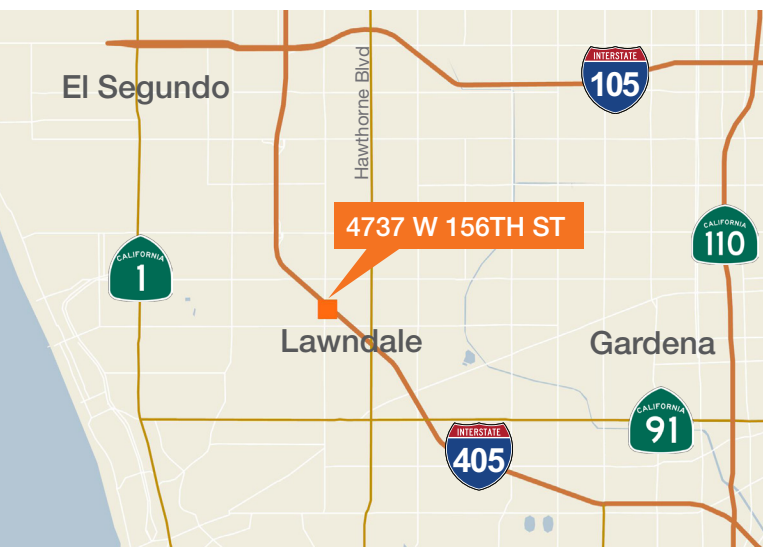 INTERSTATE
105
El Segundo
Hawthorne Blvd
4737 W 156TH ST
CALIFORNIA
110
CALIFORNIA
1
Lawndale
Gardena
CALIFORNIA
91
INTERSTATE
405